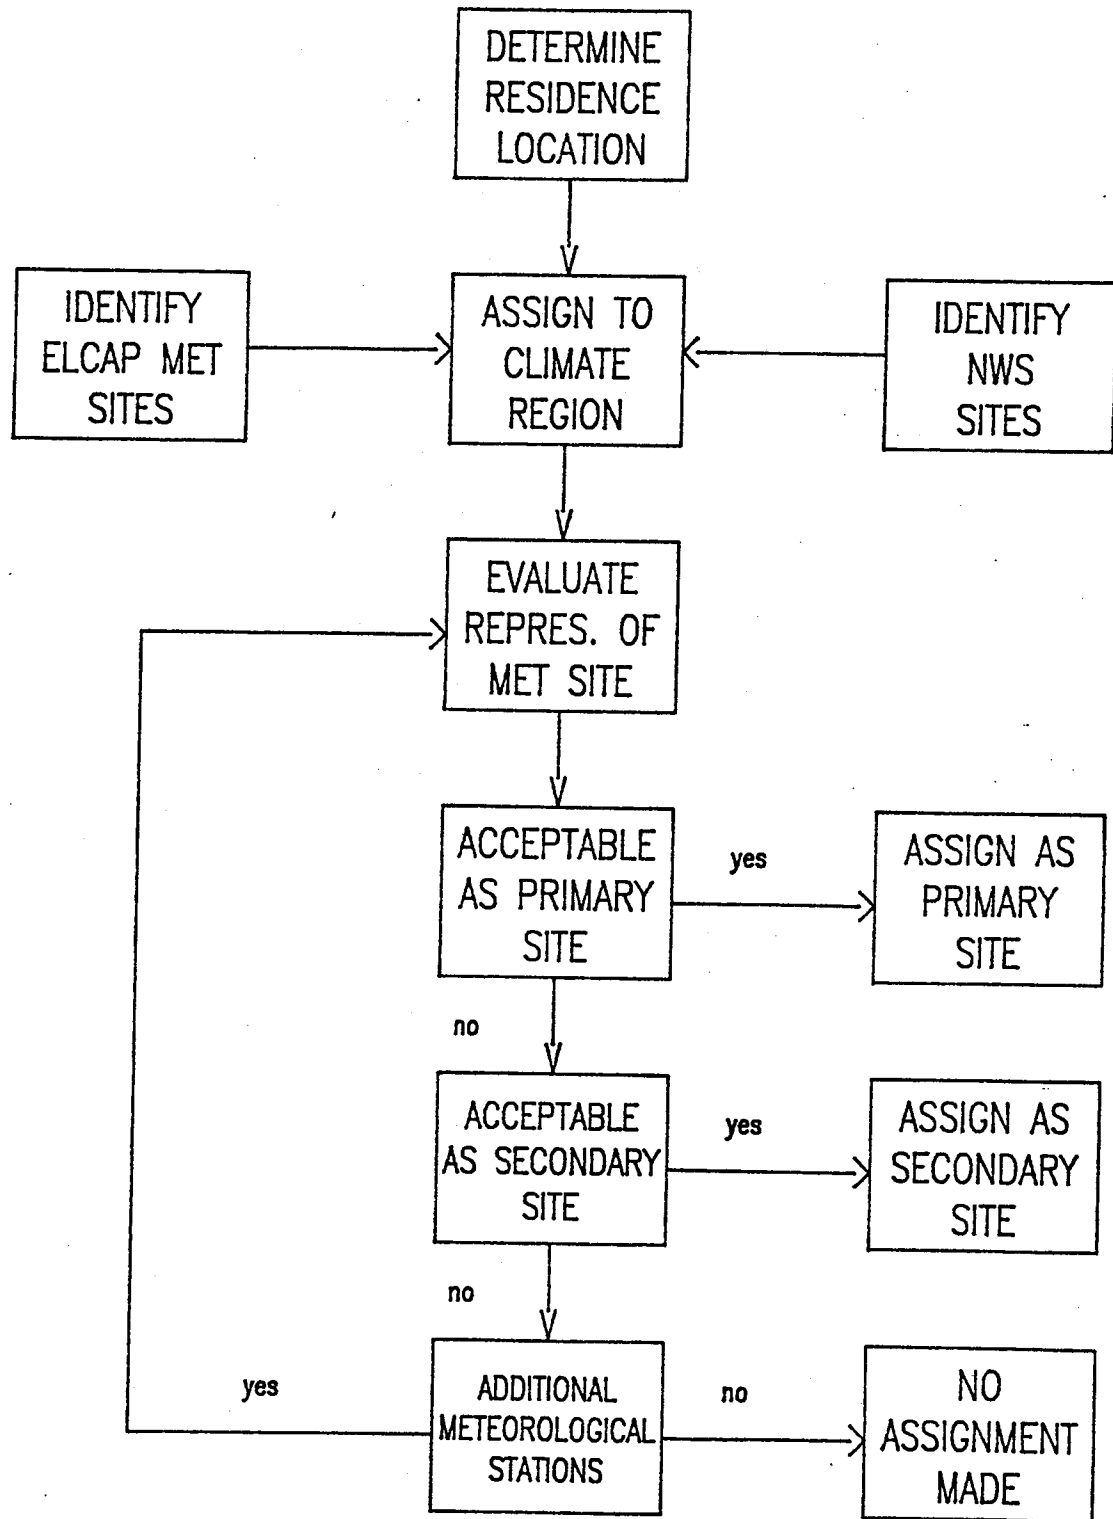 DETERMINE
RESIDENCE
LOCATION
IDENTIFY
ELCAP MET
SITES
ASSIGN TO
CLIMATE
REGION
IDENTIFY
NWS
SITES
EVALUATE
REPRES. OF
MET SITE
ACCEPTABLE
AS PRIMARY
SITE
yes
ASSIGN AS
PRIMARY
SITE
no
ACCEPTABLE
AS SECONDARY
SITE
yes
ASSIGN AS
SECONDARY
SITE
no
yes
ADDITIONAL
METEOROLOGICAL
STATIONS
no
NO
ASSIGNMENT
MADE